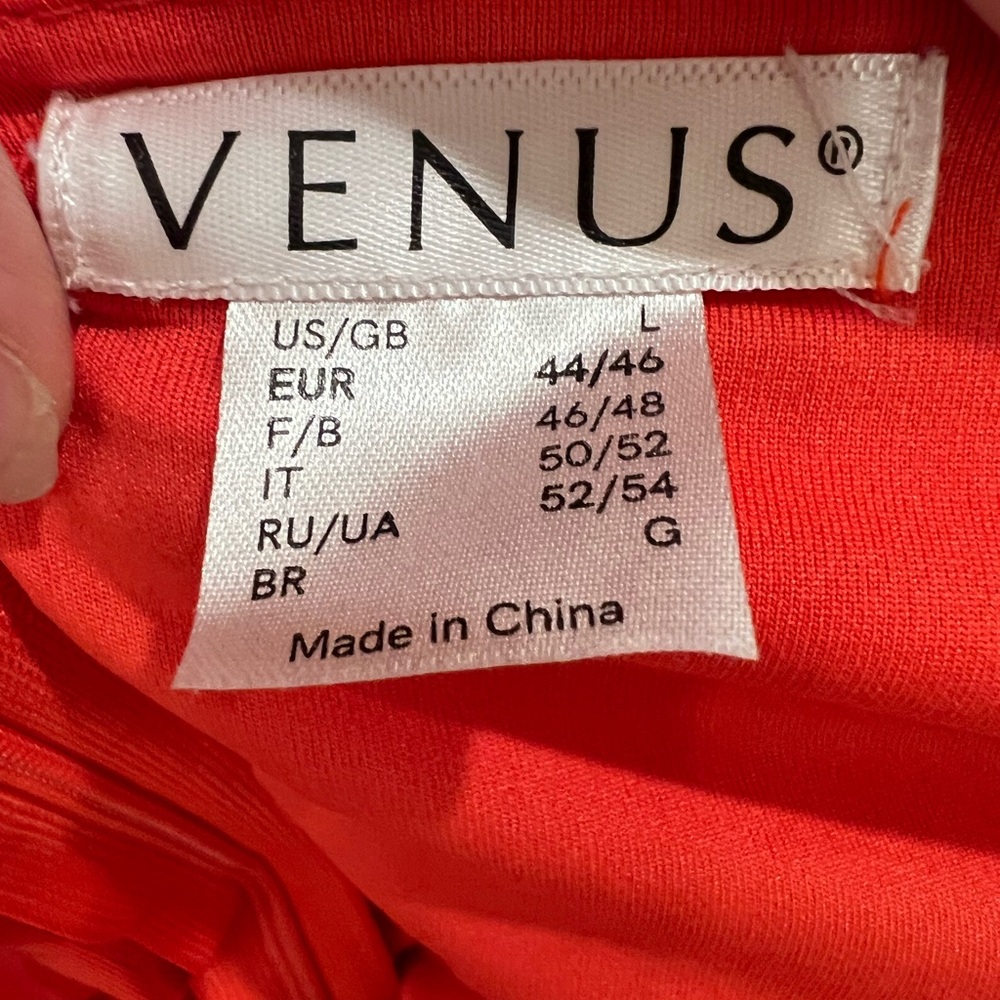 VENUS®
US/GB L
EUR 44/46
F/B 46/48
IT 50/52
RU/UA 52/54
BR G
Made in China